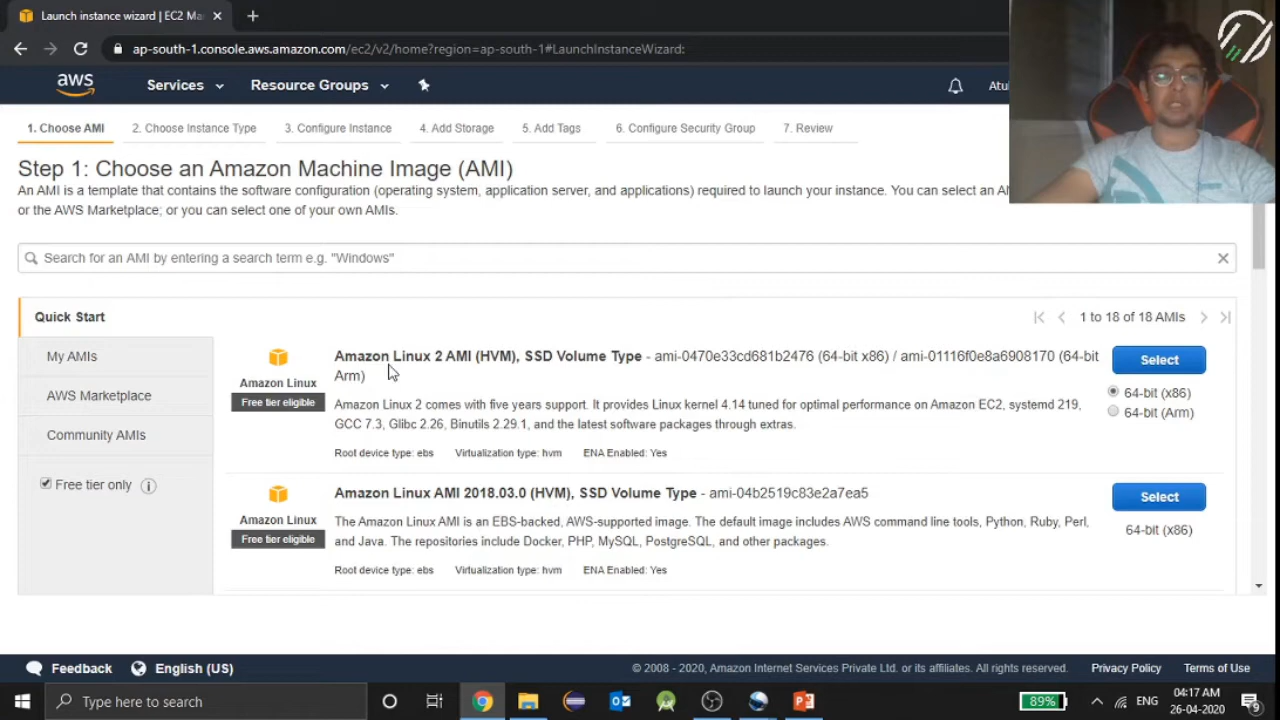 Launch instance wizard | EC2 Ma
ap-south-1.console.aws.amazon.com/ec2/v2/home?region=ap-south-1#LaunchInstanceWizard:
aws
Services
Resource Groups
Atul
1. Choose AMI
2. Choose Instance Type
3. Configure Instance
4. Add Storage
5. Add Tags
6. Configure Security Group
7. Review
Step 1: Choose an Amazon Machine Image (AMI)
An AMI is a template that contains the software configuration (operating system, application server, and applications) required to launch your instance. You can select an AM
or the AWS Marketplace; or you can select one of your own AMIs.
Search for an AMI by entering a search term e.g. "Windows"
Quick Start
My AMIs
AWS Marketplace
Community AMIs
Free tier only
1 to 18 of 18 AMIs
Amazon Linux
Free tier eligible
Amazon Linux 2 AMI (HVM), SSD Volume Type - ami-0470e33cd681b2476 (64-bit x86) / ami-01116f0e8a6908170 (64-bit
Arm)
Amazon Linux 2 comes with five years support. It provides Linux kernel 4.14 tuned for optimal performance on Amazon EC2, systemd 219,
GCC 7.3, Glibc 2.26, Binutils 2.29.1, and the latest software packages through extras.
Root device type: ebs Virtualization type: hvm ENA Enabled: Yes
Select
64-bit (x86)
64-bit (Arm)
Amazon Linux
Free tier eligible
Amazon Linux AMI 2018.03.0 (HVM), SSD Volume Type - ami-04b2519c83e2a7ea5
The Amazon Linux AMI is an EBS-backed, AWS-supported image. The default image includes AWS command line tools, Python, Ruby, Perl,
and Java. The repositories include Docker, PHP, MySQL, PostgreSQL, and other packages.
Root device type: ebs Virtualization type: hvm ENA Enabled: Yes
Select
64-bit (x86)
Feedback
English (US)
© 2008 - 2020, Amazon Internet Services Private Ltd. or its affiliates. All rights reserved.
Privacy Policy
Terms of Use
Type here to search
89%
ENG
04:17 AM
26-04-2020
9